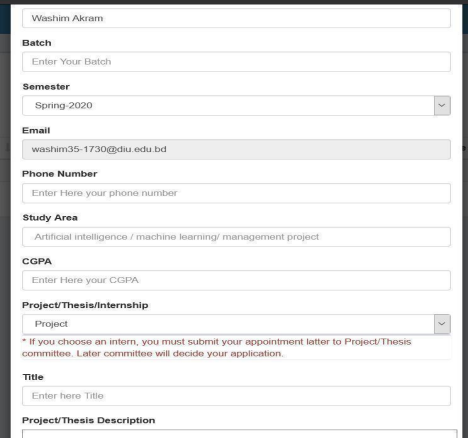 Washim Akram
Batch
Enter Your Batch
Semester
Spring-2020
Email
washim35-1730@diu.edu.bd
Phone Number
Enter Here your phone number
Study Area
Artificial intelligence / machine learning/ management project
CGPA
Enter Here your CGPA
Project/Thesis/Internship
Project
* If you choose an intern, you must submit your appointment latter to Project/Thesis
committee. Later committee will decide your application.
Title
Enter here Title
Project/Thesis Description